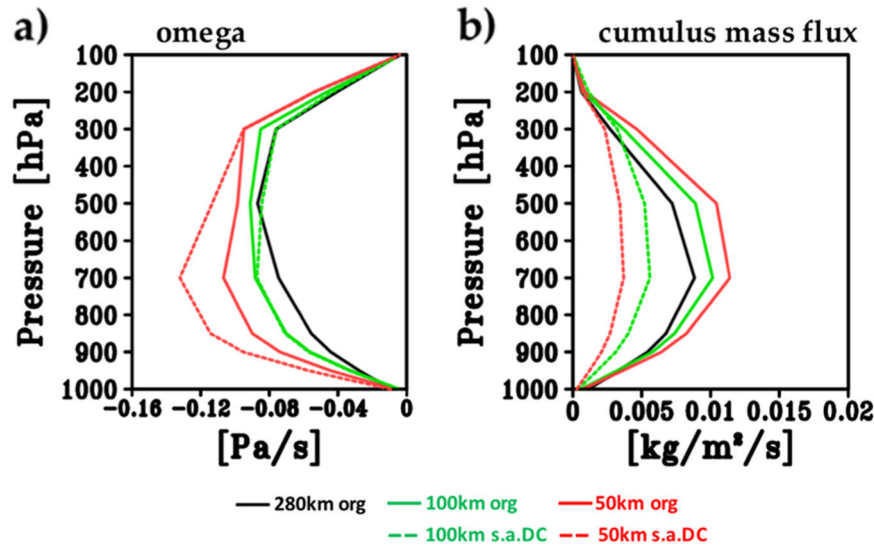 a) omega
b) cumulus mass flux
Pressure [hPa]
100
200
300
400
500
600
700
800
900
1000
-0.16 -0.12 -0.08 -0.04 0
[Pa/s]
Pressure [hPa]
100
200
300
400
500
600
700
800
900
1000
0 0.005 0.01 0.015 0.02
[kg/m²/s]
280km org 100km org 50km org
100km s.a.DC 50km s.a.DC